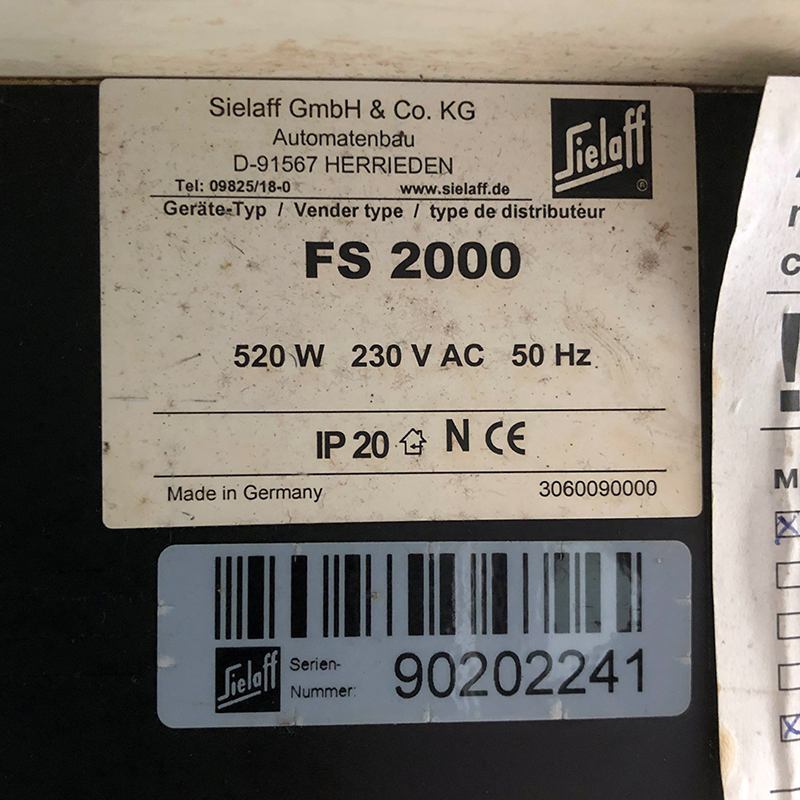 Sielaff GmbH & Co. KG
Automatenbau
D-91567 HERRIEDEN
Tel: 09825/18-0 www.sielaff.de
Sielaff ®
Geräte-Typ / Vender type / type de distributeur
FS 2000
520 W 230 V AC 50 Hz
IP 20 N CE
Made in Germany 3060090000
Sielaff
Serien-
Nummer:
90202241
M